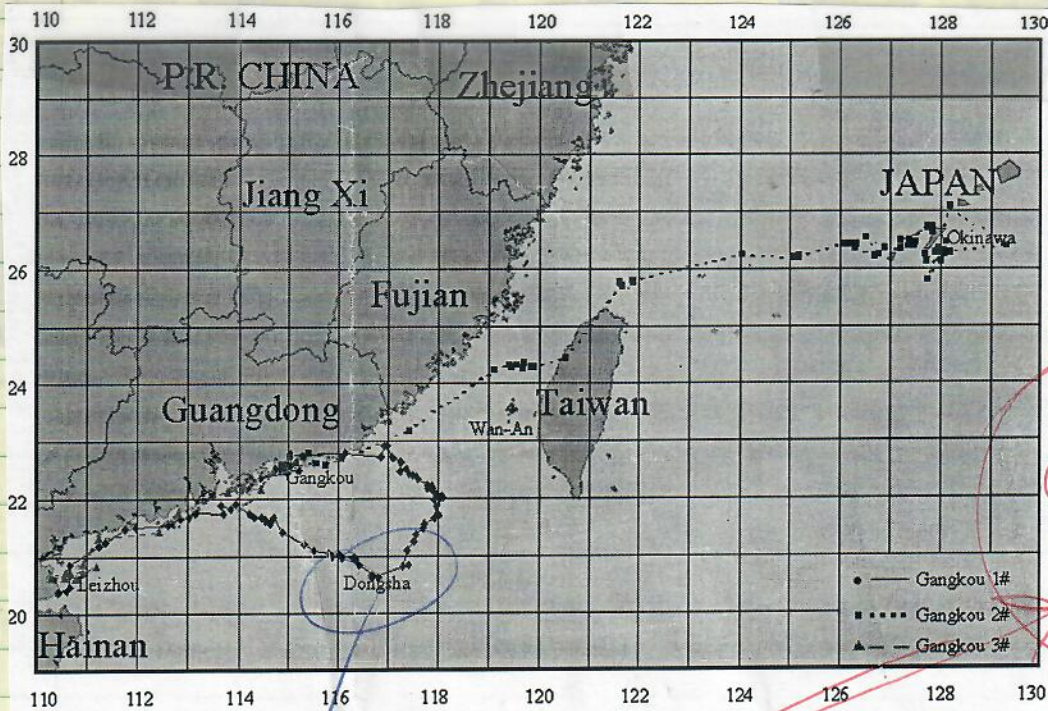 110 112 114 116 118 120 122 124 126 128 130
30
P.R. CHINA
Zhejiang
28
Jiang Xi
JAPAN
Okinawa
26
Fujian
24
Guangdong
Taiwan
Wan-An
Gangkou
22
Gangkou 1#
Leizhou
Dongsha
20
Gangkou 2#
Hainan
Gangkou 3#
110 112 114 116 118 120 122 124 126 128 130